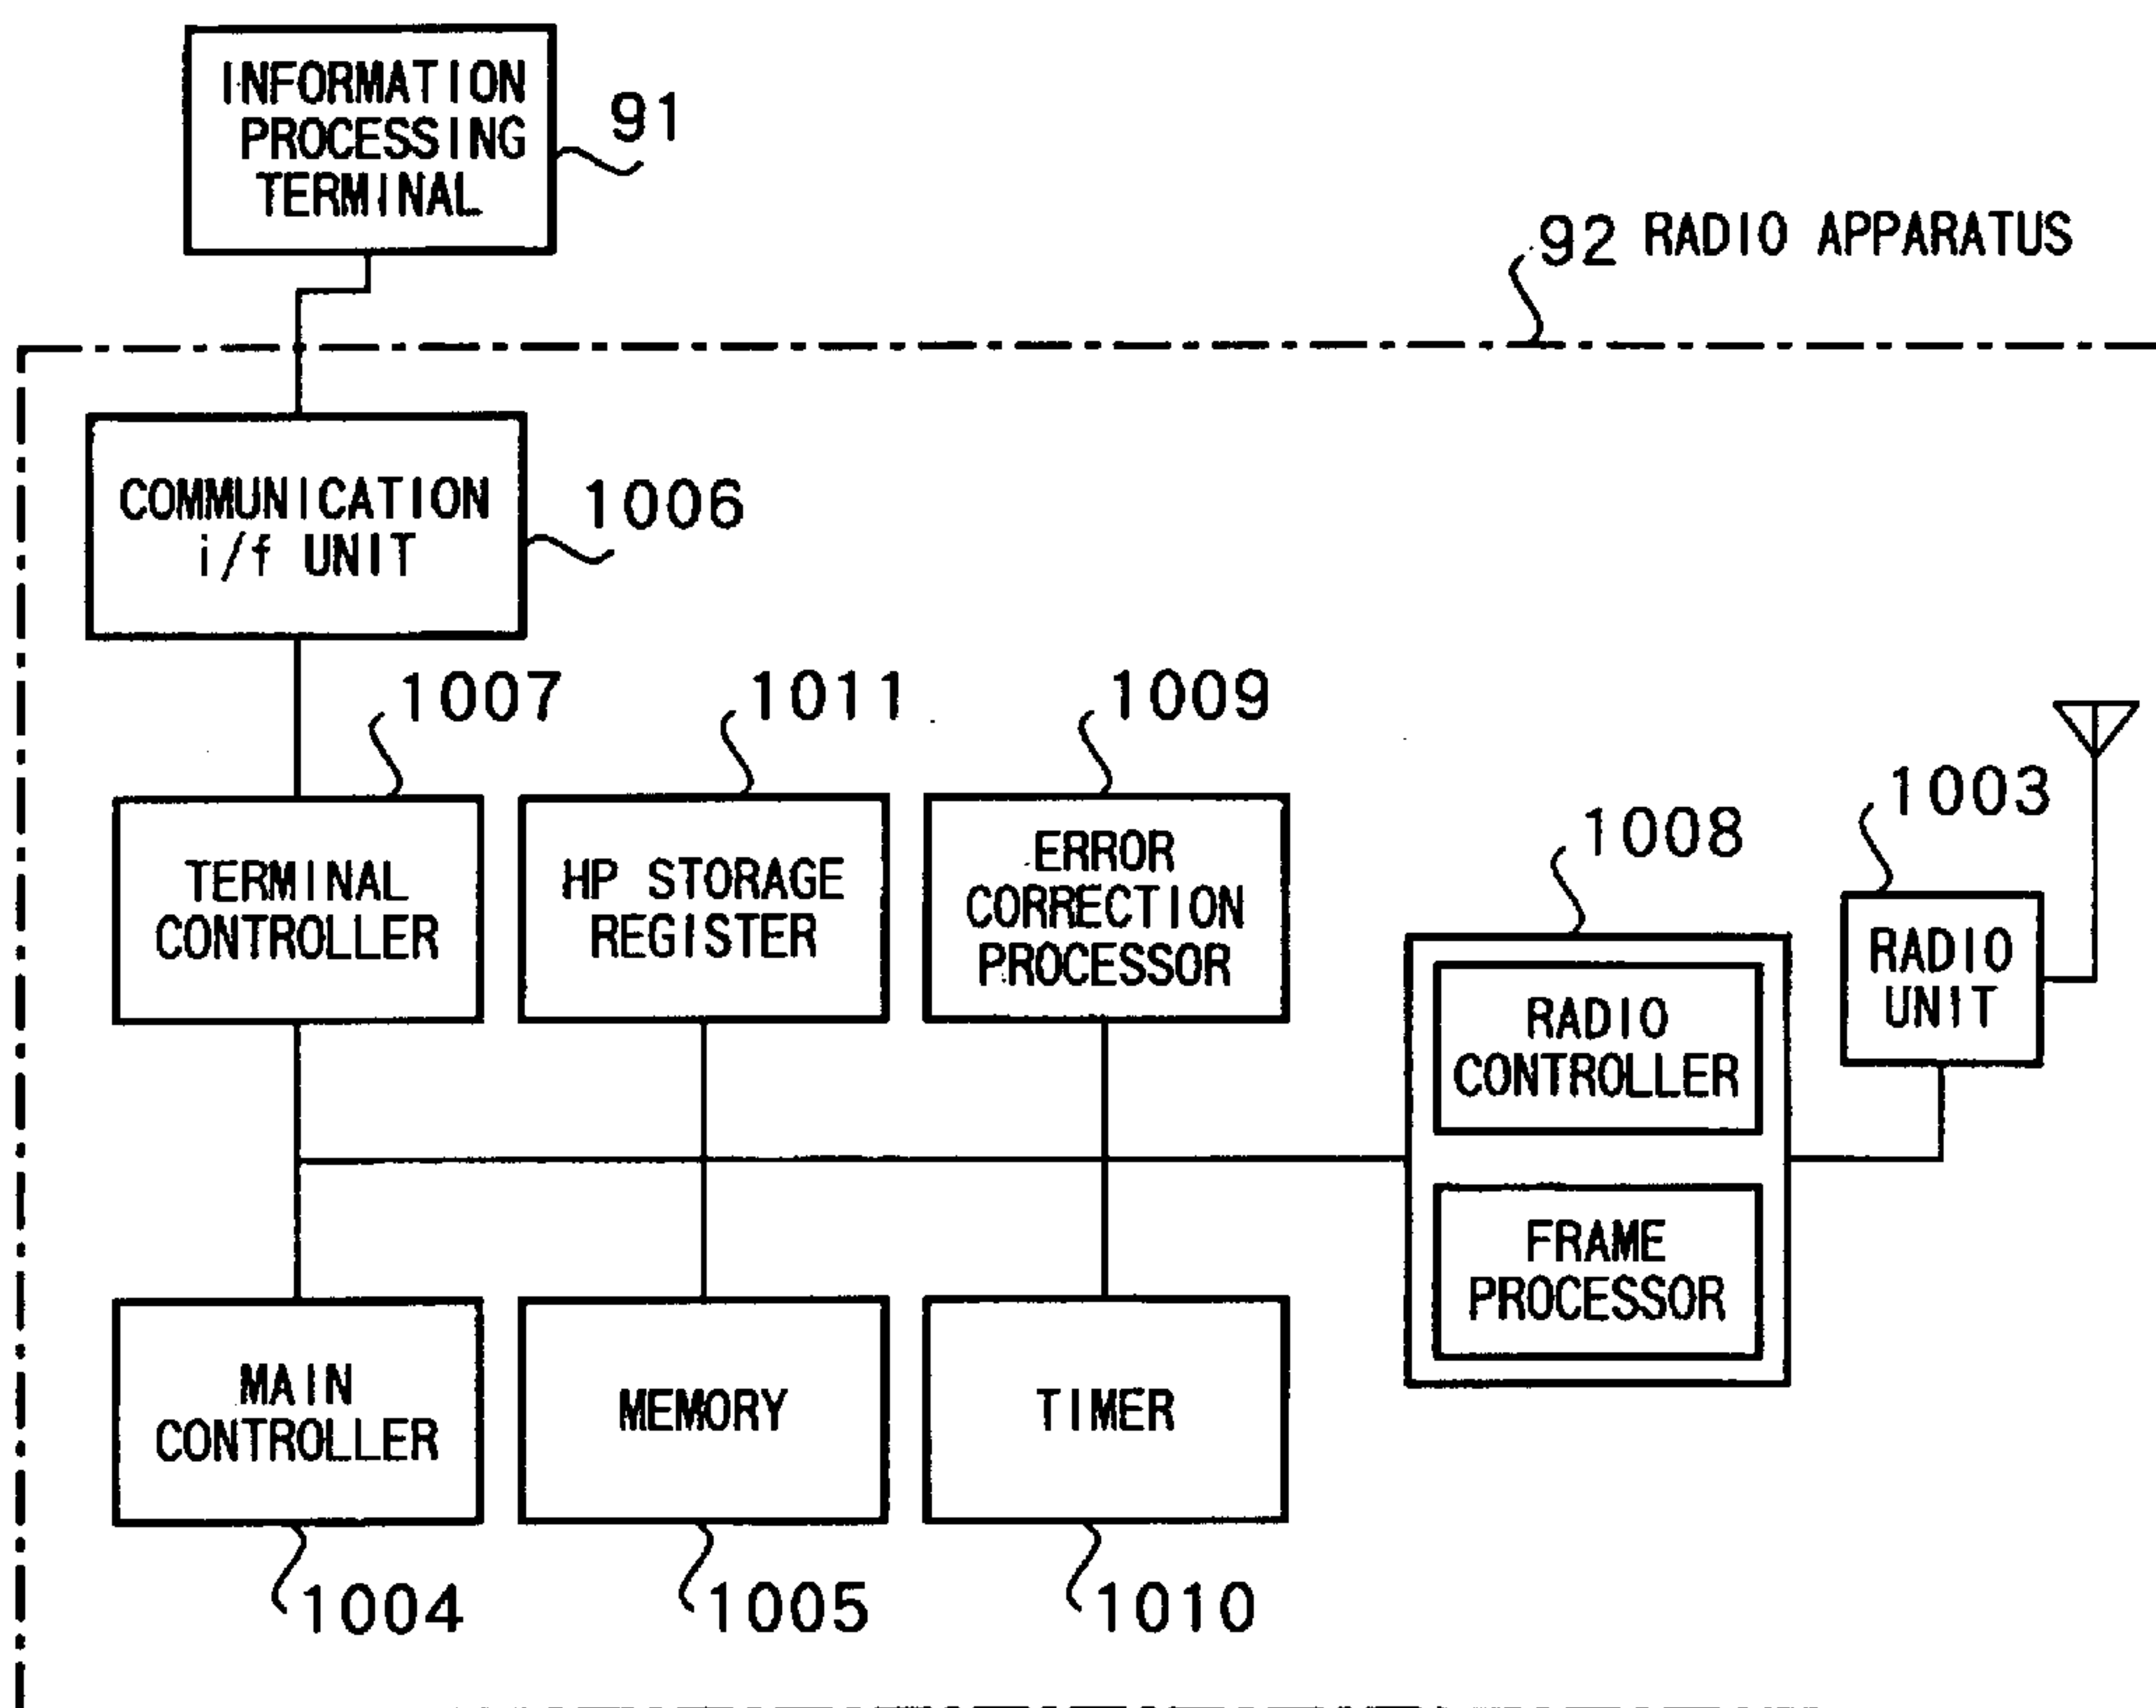 INFORMATION
PROCESSING
TERMINAL
91
92 RADIO APPARATUS
COMMUNICATION
i/f UNIT
1006
1007
1011
1009
1008
1003
TERMINAL
CONTROLLER
HP STORAGE
REGISTER
ERROR
CORRECTION
PROCESSOR
RADIO
CONTROLLER
RADIO
UNIT
FRAME
PROCESSOR
MAIN
CONTROLLER
MEMORY
TIMER
1004
1005
1010